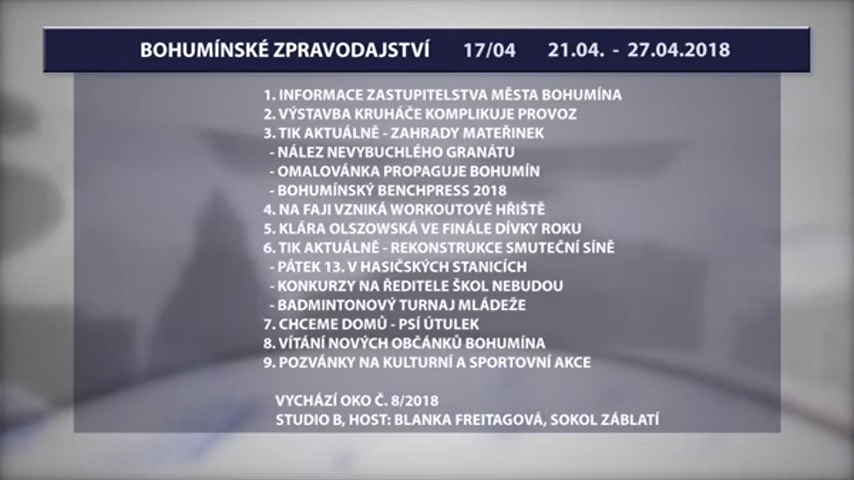 BOHUMÍNSKÉ ZPRAVODAJSTVÍ 17/04 21.04. - 27.04.2018
1. INFORMACE ZASTUPITELSTVA MĚSTA BOHUMÍNA
2. VÝSTAVBA KRUHÁČE KOMPLIKUJE PROVOZ
3. TIK AKTUÁLNĚ - ZAHRADY MATEŘINEK
- NÁLEZ NEVYBUCHLÉHO GRANÁTU
- OMALOVÁNKA PROPAGUJE BOHUMÍN
- BOHUMÍNSKÝ BENCHPRESS 2018
4. NA FAJI VZNIKÁ WORKOUTOVÉ HŘIŠTĚ
5. KLÁRA OLSZOWSKÁ VE FINÁLE DÍVKY ROKU
6. TIK AKTUÁLNĚ - REKONSTRUKCE SMUTEČNÍ SÍNĚ
- PÁTEK 13. V HASIČSKÝCH STANICÍCH
- KONKURZY NA ŘEDITELE ŠKOL NEBUDOU
- BADMINTONOVÝ TURNAJ MLÁDEŽE
7. CHCEME DOMŮ - PSÍ ÚTULEK
8. VÍTÁNÍ NOVÝCH OBČÁNKŮ BOHUMÍNA
9. POZVÁNKY NA KULTURNÍ A SPORTOVNÍ AKCE
VYCHÁZÍ OKO Č. 8/2018
STUDIO B, HOST: BLANKA FREITAGOVÁ, SOKOL ZÁBLATÍ